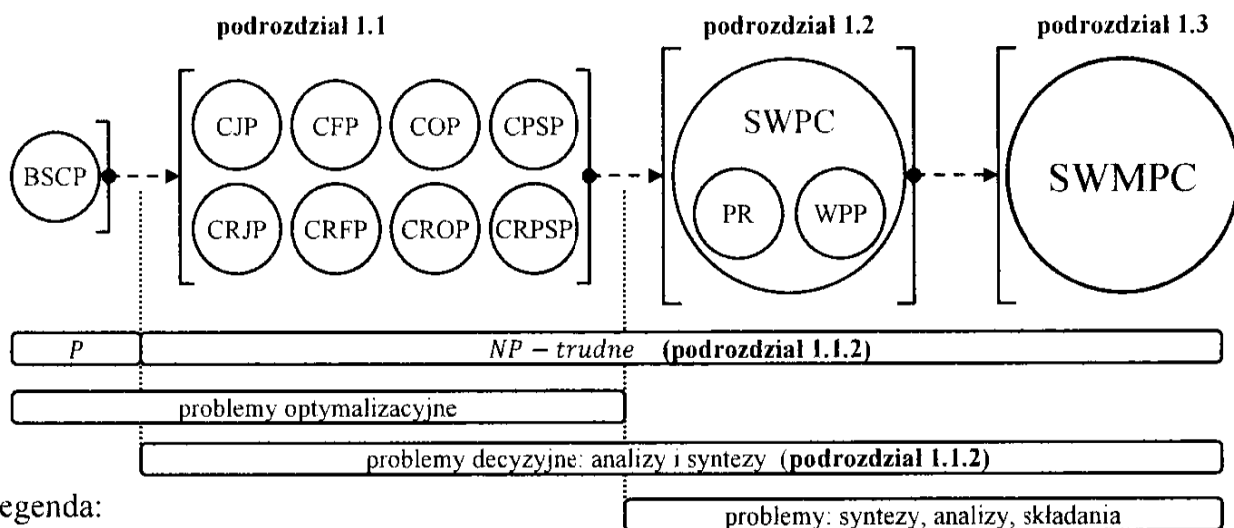 podrozdział 1.1 podrozdział 1.2 podrozdział 1.3
CJP CFP COP CPSP
SWPC
BSCP
SWMPC
PR WPP
CRJP CRFP CROP CRPSP
P NP – trudne (podrozdział 1.1.2)
problemy optymalizacyjne
problemy decyzyjne: analizy i syntezy (podrozdział 1.1.2)
egenda:
problemy: syntezy, analizy, składania